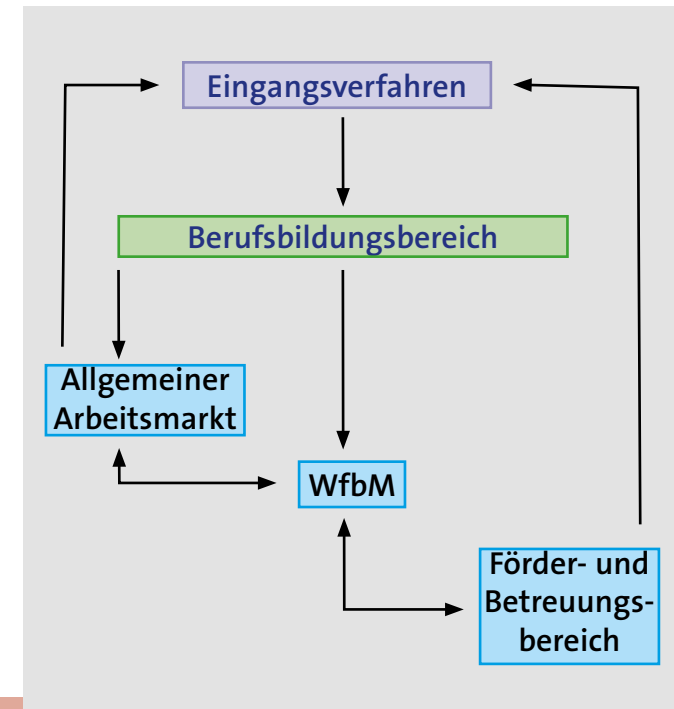 Eingangsverfahren
Berufsbildungsbereich
Allgemeiner
Arbeitsmarkt
WfbM
Förder- und
Betreuungs-
bereich